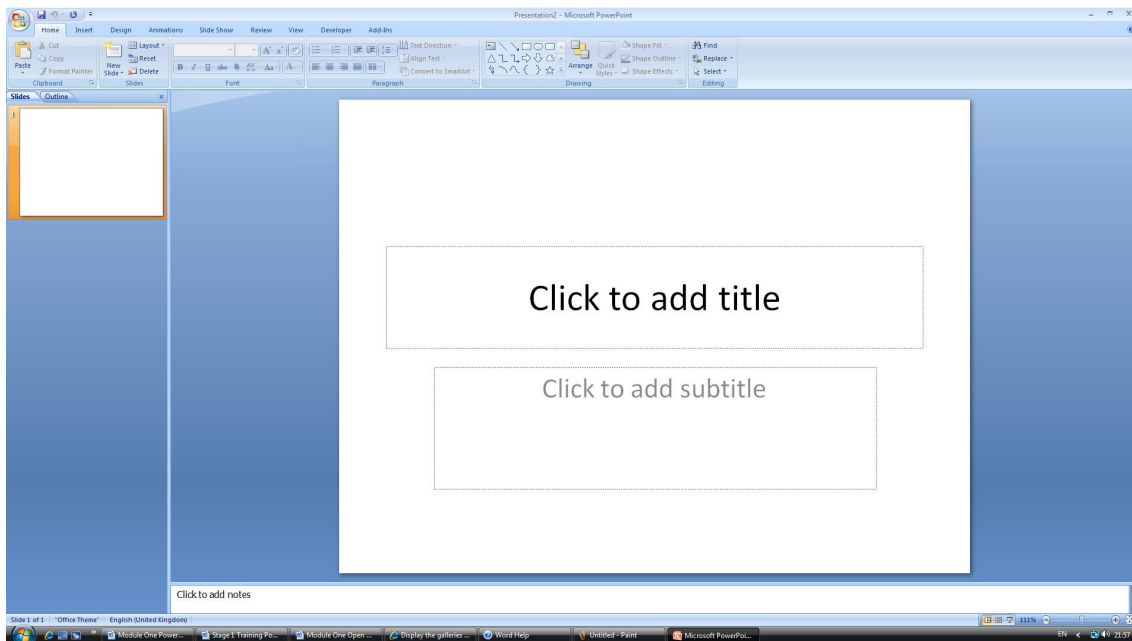 Presentation2 - Microsoft PowerPoint
Home Insert Design Animations Slide Show Review View Developer Add-Ins
Paste
Cut
Copy
Format Painter
Clipboard
New Slide
Layout
Reset
Delete
Slides
B I U abe S AV Aa A
Font
Text Direction
Align Text
Convert to SmartArt
Paragraph
Arrange
Quick Styles
Shape Fill
Shape Outline
Shape Effects
Drawing
Find
Replace
Select
Editing
Slides Outline
1
Click to add title
Click to add subtitle
Click to add notes
Slide 1 of 1 "Office Theme" English (United Kingdom) 111%
Module One Power... Stage 1 Training Po... Module One Open ... Display the galleries ... Word Help Untitled - Paint Microsoft PowerPoi... EN 21:57